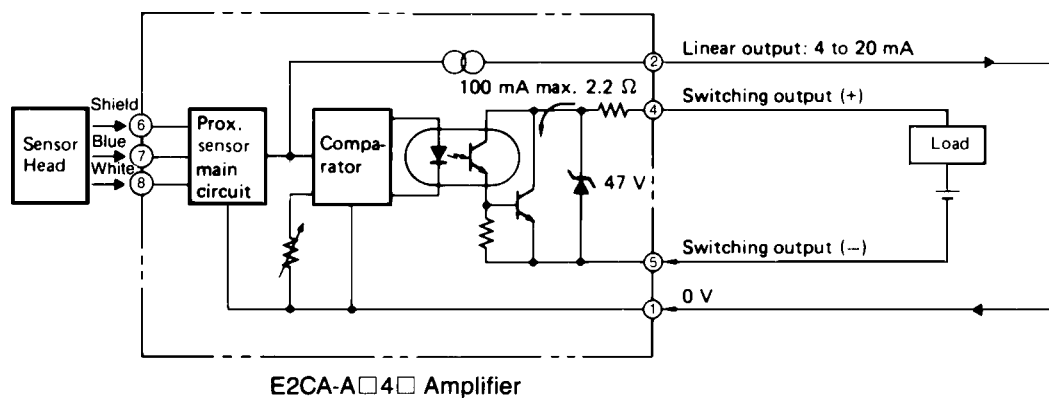 Linear output: 4 to 20 mA
2
100 mA max. 2.2 Ω
4
Switching output (+)
Shield
6
Sensor
Head
Blue
7
White
8
Prox.
sensor
main
circuit
Compa-
rator
47 V
Load
Switching output (—)
5
0 V
1
E2CA-A□4□ Amplifier